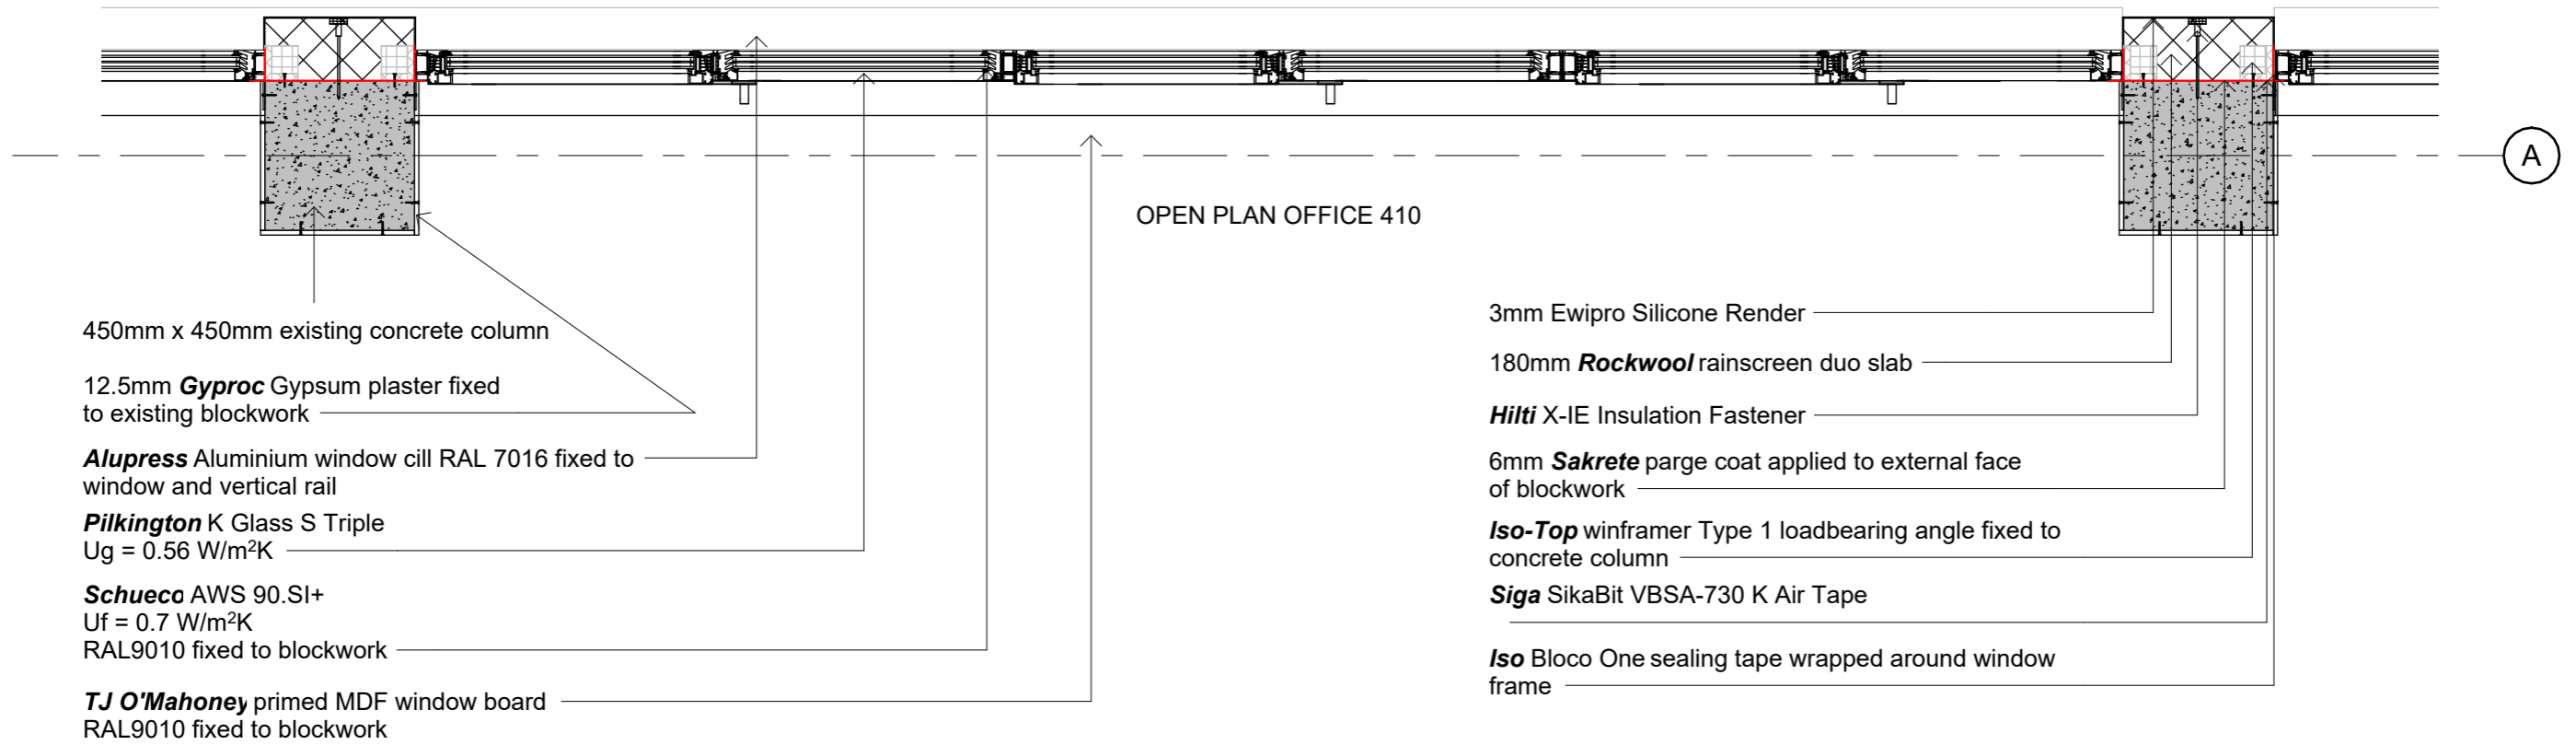 A
OPEN PLAN OFFICE 410
450mm x 450mm existing concrete column
12.5mm Gyproc Gypsum plaster fixed
to existing blockwork
Alupress Aluminium window cill RAL 7016 fixed to
window and vertical rail
Pilkington K Glass S Triple
Ug = 0.56 W/m²K
Schueco AWS 90.SI+
Uf = 0.7 W/m²K
RAL9010 fixed to blockwork
TJ O'Mahoney primed MDF window board
RAL9010 fixed to blockwork
3mm Ewipro Silicone Render
180mm Rockwool rainscreen duo slab
Hilti X-IE Insulation Fastener
6mm Sakrete parge coat applied to external face
of blockwork
Iso-Top winframer Type 1 loadbearing angle fixed to
concrete column
Siga SikaBit VBSA-730 K Air Tape
Iso Bloco One sealing tape wrapped around window
frame